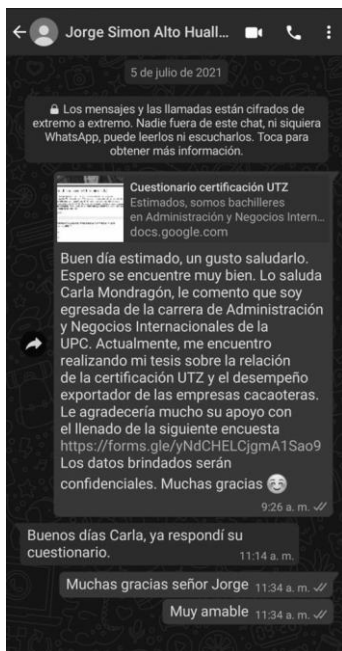 Jorge Simon Alto Huall...
5 de julio de 2021
Los mensajes y las llamadas están cifrados de
extremo a extremo. Nadie fuera de este chat, ni siquiera
WhatsApp, puede leerlos ni escucharlos. Toca para
obtener más información.
Cuestionario certificación UTZ
Estimados, somos bachilleres
en Administración y Negocios Intern...
docs.google.com
Buen día estimado, un gusto saludarlo.
Espero se encuentre muy bien. Lo saluda
Carla Mondragón, le comento que soy
egresada de la carrera de Administración
y Negocios Internacionales de la
UPC. Actualmente, me encuentro
realizando mi tesis sobre la relación
de la certificación UTZ y el desempeño
exportador de las empresas cacaoteras.
Le agradecería mucho su apoyo con
el llenado de la siguiente encuesta
https://forms.gle/yNdCHELCjgmA1Sao9
Los datos brindados serán
confidenciales. Muchas gracias ☺️
9:26 a. m.
Buenos días Carla, ya respondí su
cuestionario.
11:14 a. m.
Muchas gracias señor Jorge 11:34 a. m.
Muy amable 11:34 a. m.